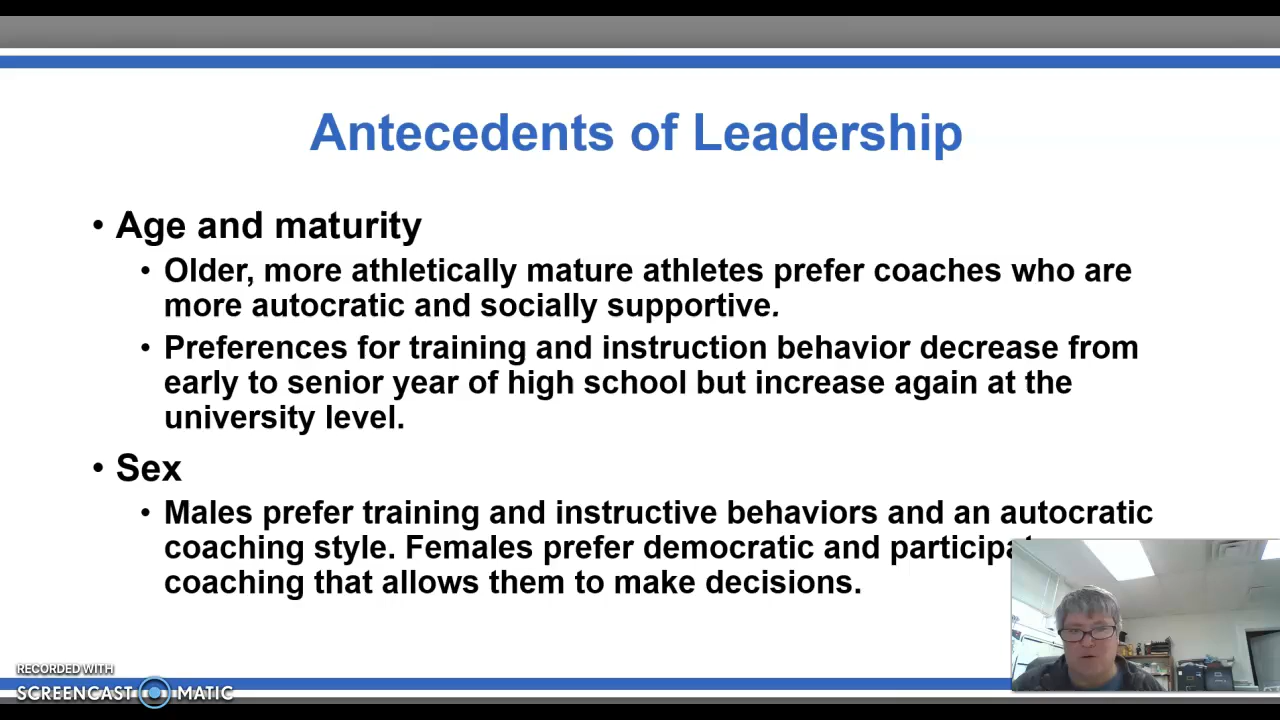 Antecedents of Leadership
• Age and maturity
• Older, more athletically mature athletes prefer coaches who are
more autocratic and socially supportive.
• Preferences for training and instruction behavior decrease from
early to senior year of high school but increase again at the
university level.
• Sex
• Males prefer training and instructive behaviors and an autocratic
coaching style. Females prefer democratic and
coaching that allows them to make decisions.
RECORDED WITH
SCREENCAST MATIC